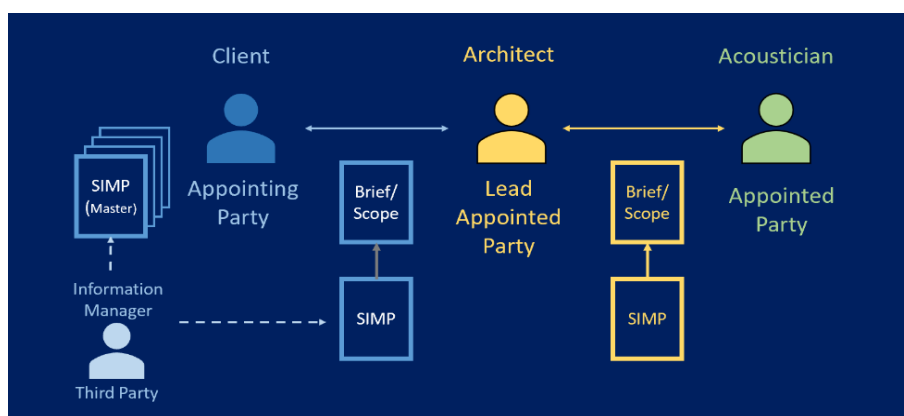 Client
Architect
Acoustician
SIMP
(Master)
Appointing
Party
Brief/
Scope
Lead
Appointed
Party
Brief/
Scope
Appointed
Party
Information
Manager
SIMP
SIMP
Third Party